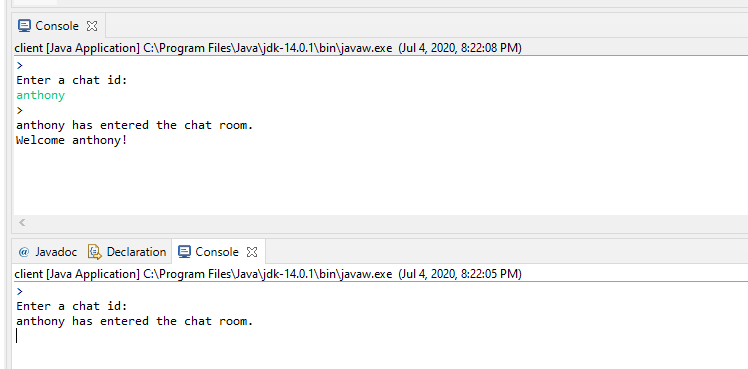 Console
client [Java Application] C:\Program Files\Java\jdk-14.0.1\bin\javaw.exe (Jul 4, 2020, 8:22:08 PM)
>
Enter a chat id:
anthony
>
anthony has entered the chat room.
Welcome anthony!
@ Javadoc Declaration Console
client [Java Application] C:\Program Files\Java\jdk-14.0.1\bin\javaw.exe (Jul 4, 2020, 8:22:05 PM)
>
Enter a chat id:
anthony has entered the chat room.